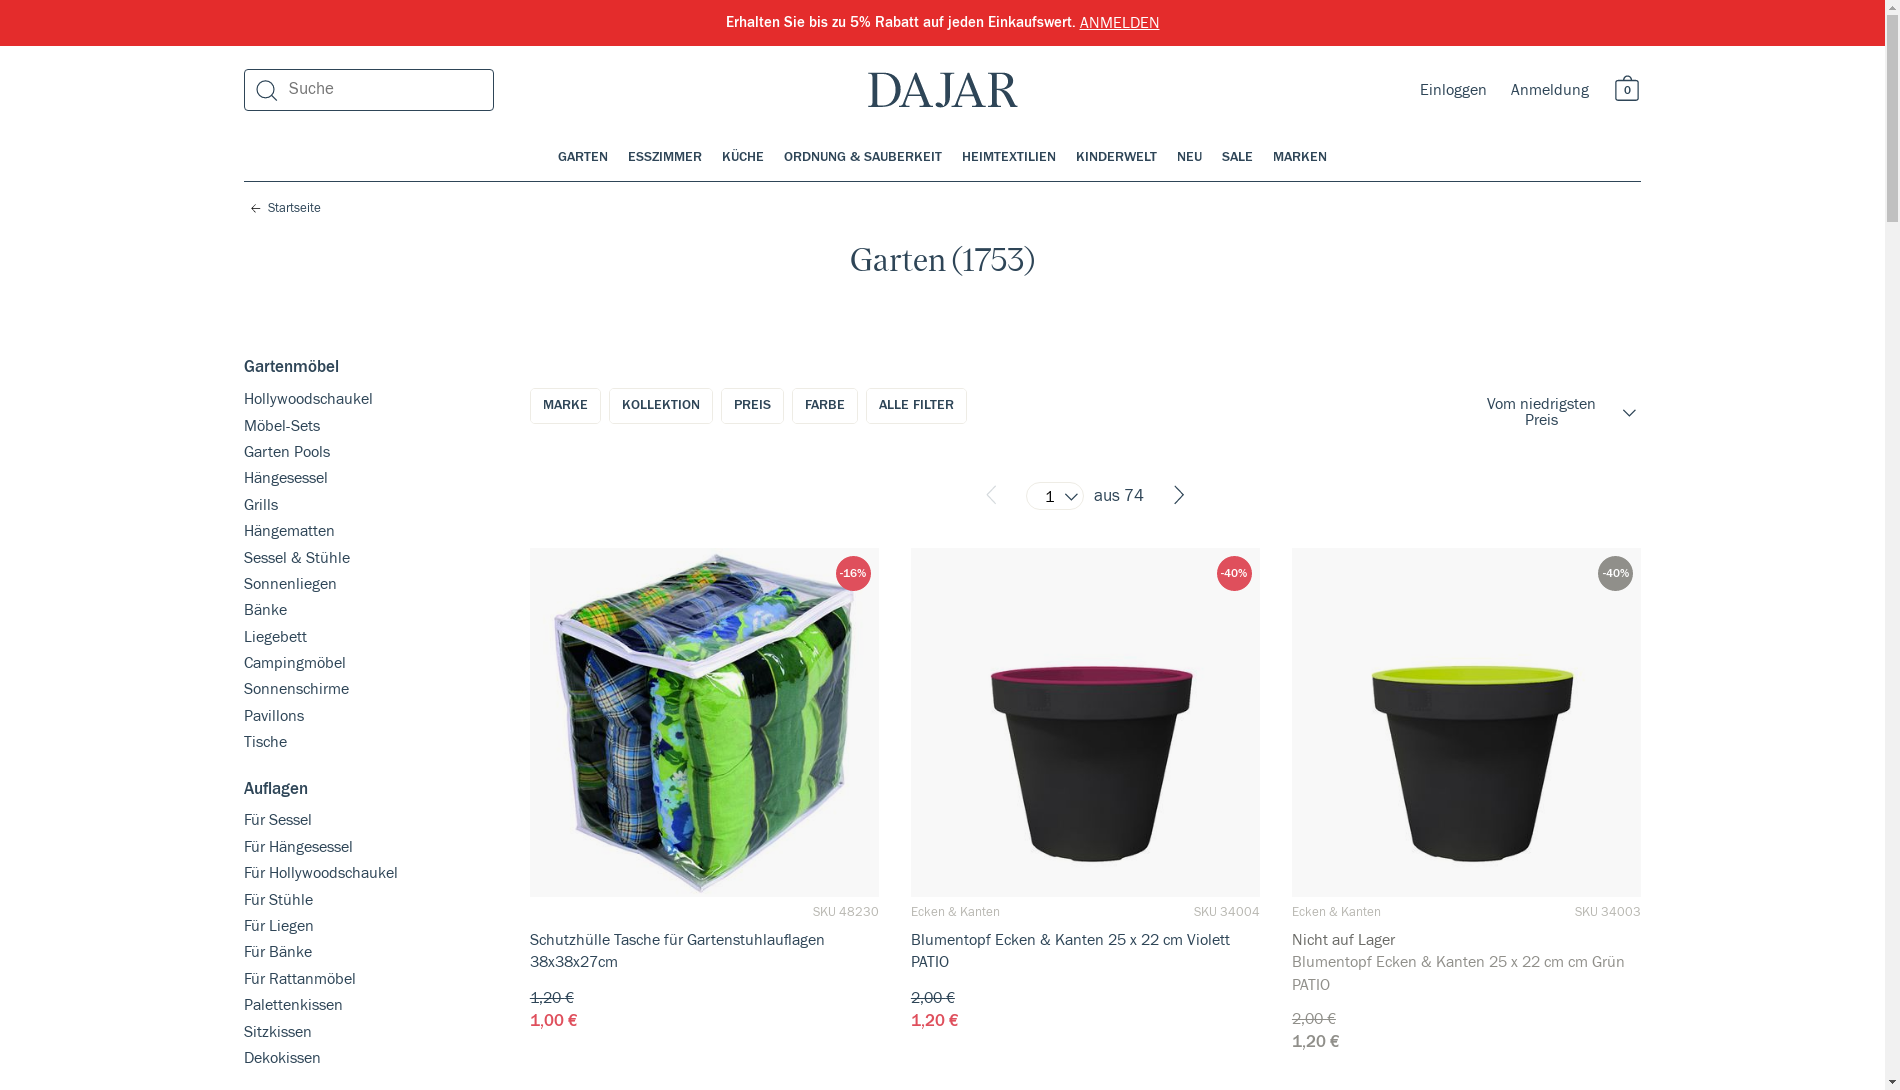 Erhalten Sie bis zu 5% Rabatt auf jeden Einkaufswert. ANMELDEN
Suche
DAJAR
Einloggen
Anmeldung
0
GARTEN ESSZIMMER KÜCHE ORDNUNG & SAUBERKEIT HEIMTEXTILIEN KINDERWELT NEU SALE MARKEN
Startseite
Garten (1753)
Gartenmöbel
Hollywoodschaukel
Möbel-Sets
Garten Pools
Hängesessel
Grills
Hängematten
Sessel & Stühle
Sonnenliegen
Bänke
Liegebett
Campingmöbel
Sonnenschirme
Pavillons
Tische
Auflagen
Für Sessel
Für Hängesessel
Für Hollywoodschaukel
Für Stühle
Für Liegen
Für Bänke
Für Rattanmöbel
Palettenkissen
Sitzkissen
Dekokissen
MARKE KOLLEKTION PREIS FARBE ALLE FILTER
Vom niedrigsten
Preis
1 aus 74
-16%
SKU 48230
Schutzhülle Tasche für Gartenstuhlauflagen
38x38x27cm
1,20 €
1,00 €
-40%
Ecken & Kanten SKU 34004
Blumentopf Ecken & Kanten 25 x 22 cm Violett
PATIO
2,00 €
1,20 €
-40%
Ecken & Kanten SKU 34003
Nicht auf Lager
Blumentopf Ecken & Kanten 25 x 22 cm cm Grün
PATIO
2,00 €
1,20 €